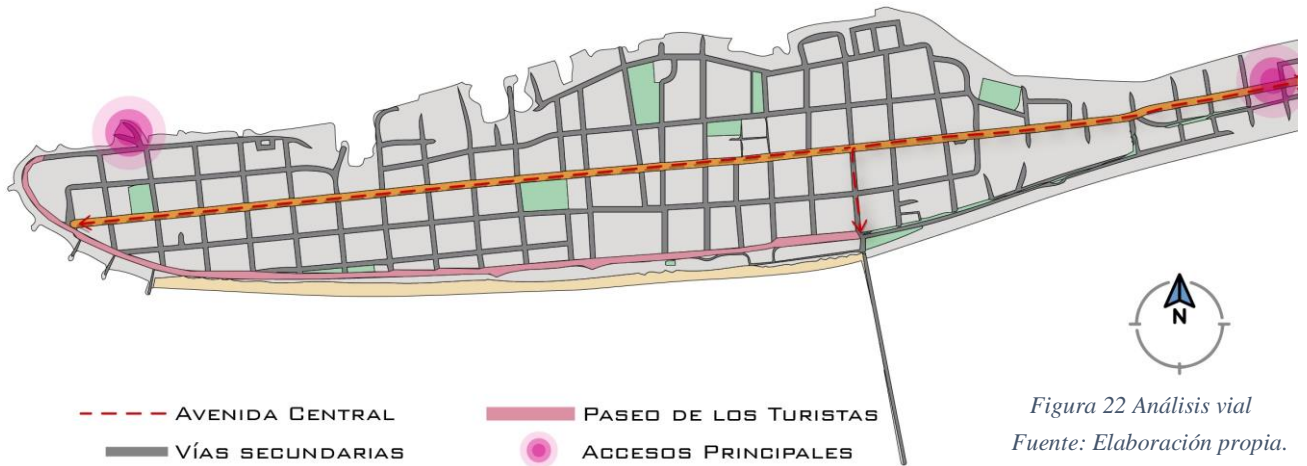 N
AVENIDA CENTRAL
PASEO DE LOS TURISTAS
VÍAS SECUNDARIAS
ACCESOS PRINCIPALES
Figura 22 Análisis vial
Fuente: Elaboración propia.